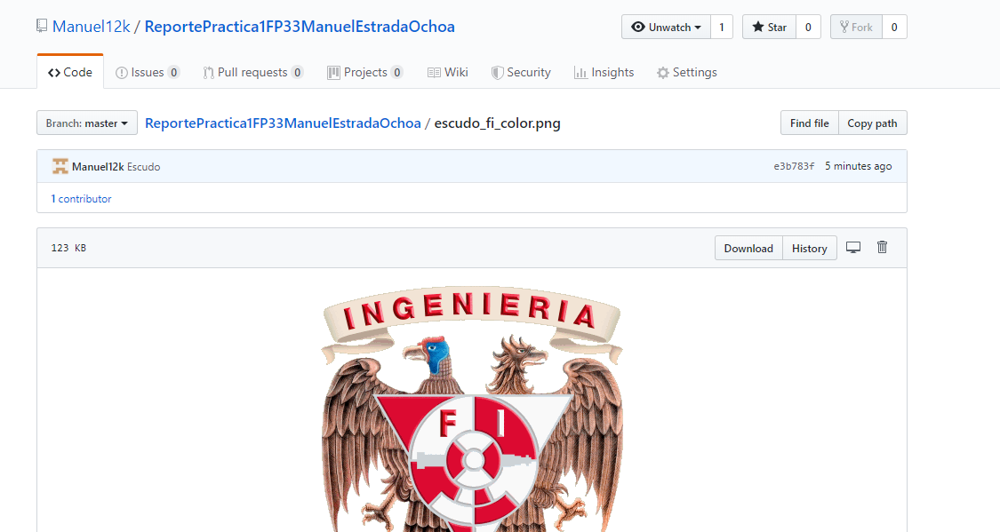 Manuel12k / ReportePractica1FP33ManuelEstradaOchoa
Unwatch 1 Star 0 Fork 0
Code Issues 0 Pull requests 0 Projects 0 Wiki Security Insights Settings
Branch: master ReportePractica1FP33ManuelEstradaOchoa / escudo_fi_color.png Find file Copy path
Manuel12k Escudo e3b783f 5 minutes ago
1 contributor
123 KB Download History
INGENIERIA
F I